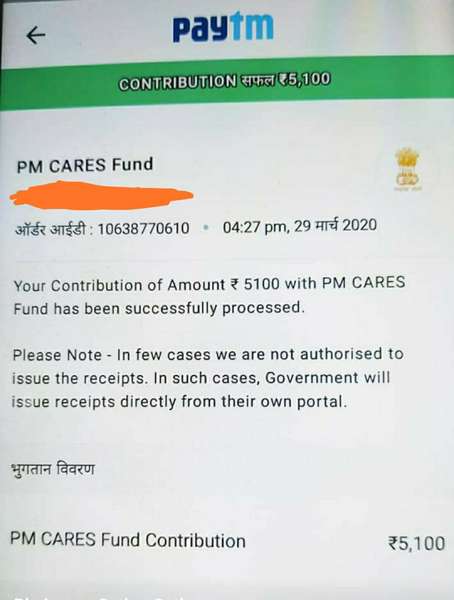 paytm
CONTRIBUTION सफल ₹5,100
PM CARES Fund
ऑर्डर आईडी : 10638770610 • 04:27 pm, 29 मार्च 2020
Your Contribution of Amount ₹ 5100 with PM CARES
Fund has been successfully processed.
Please Note - In few cases we are not authorised to
issue the receipts. In such cases, Government will
issue receipts directly from their own portal.
भुगतान विवरण
PM CARES Fund Contribution ₹5,100